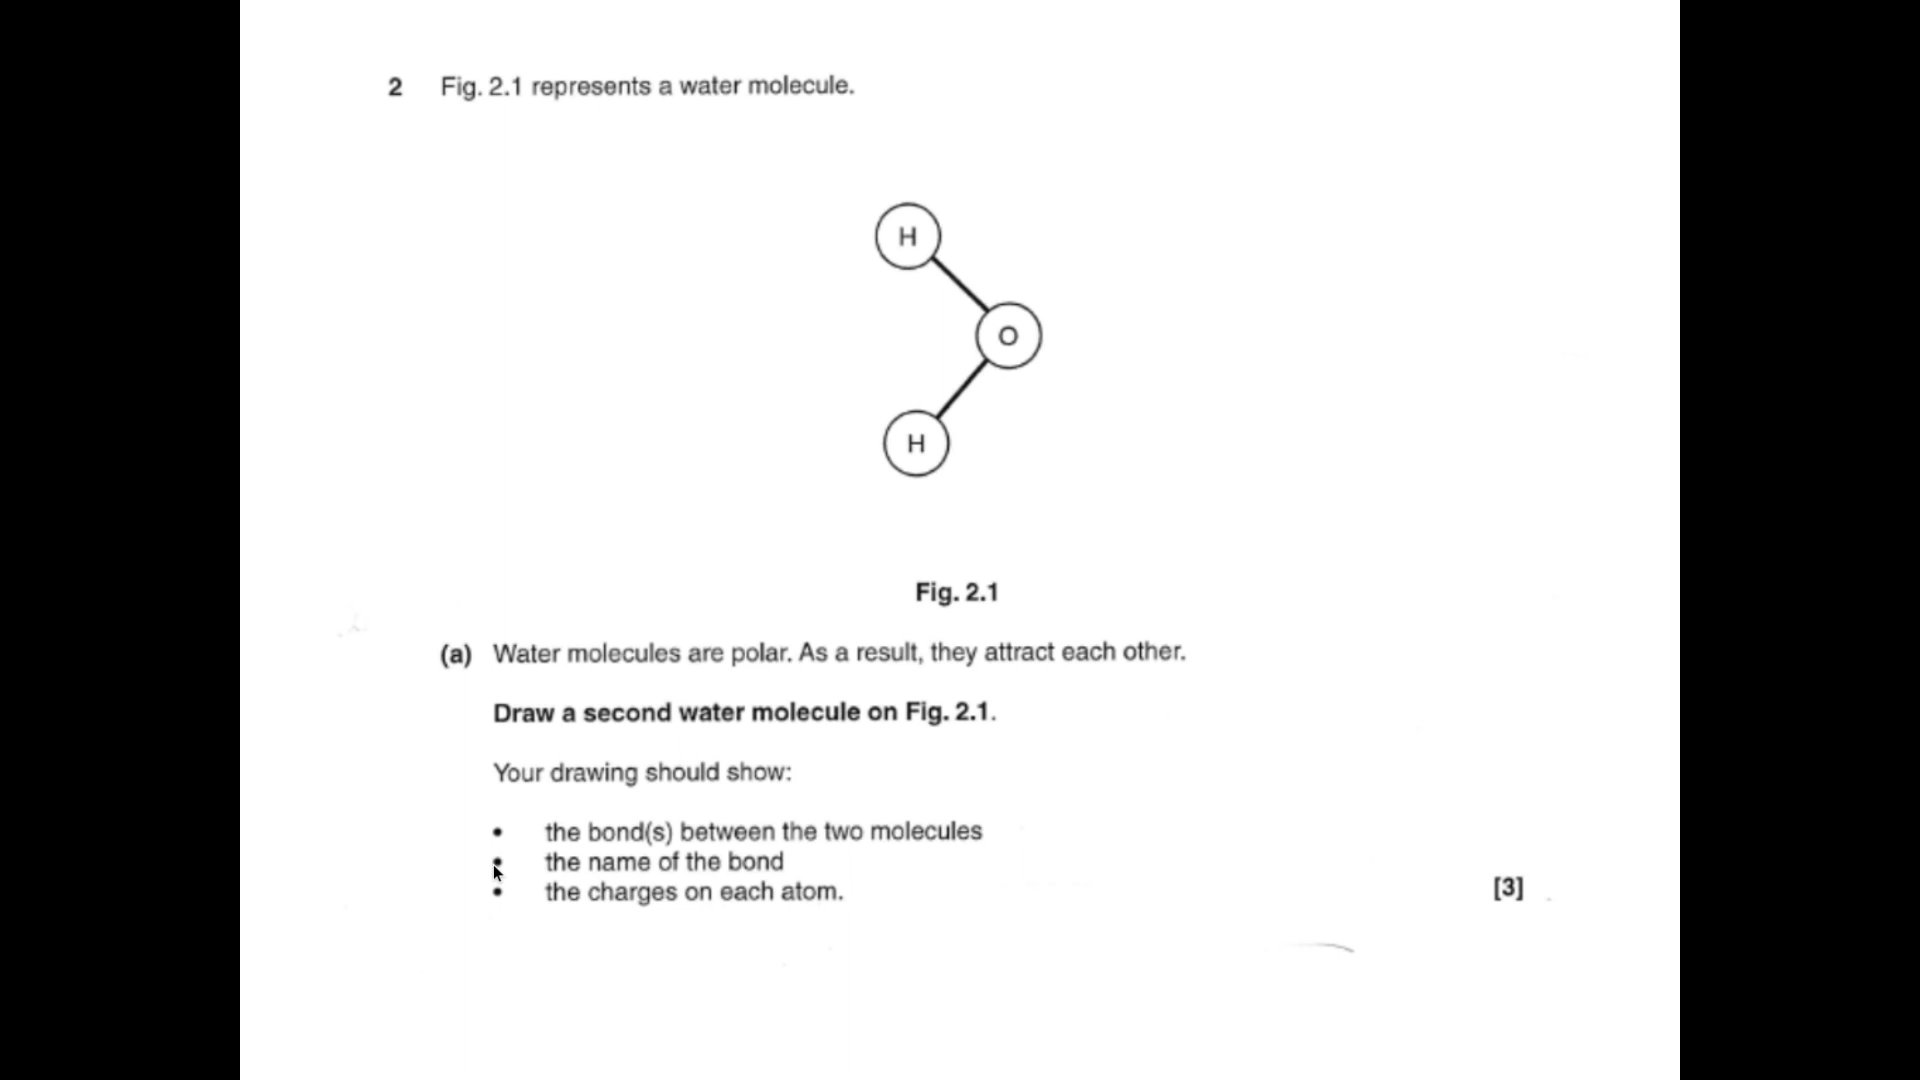 2 Fig. 2.1 represents a water molecule.
H
O
H
Fig. 2.1
(a) Water molecules are polar. As a result, they attract each other.
Draw a second water molecule on Fig. 2.1.
Your drawing should show:
• the bond(s) between the two molecules
• the name of the bond
• the charges on each atom.
[3]